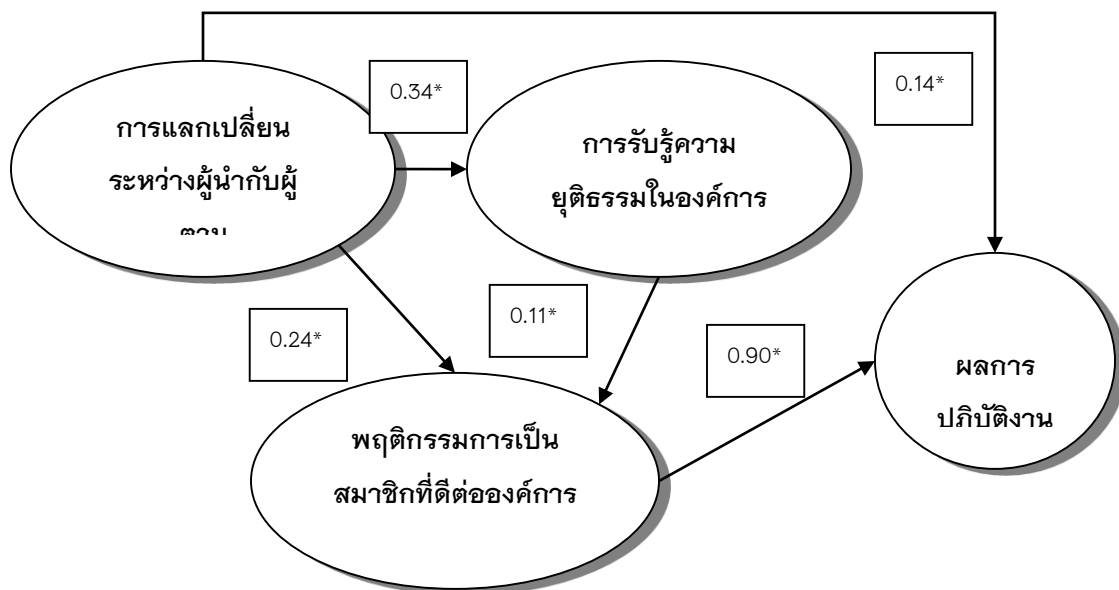 0.34*
0.14*
การแลกเปลี่ยน
ระหว่างผู้นำกับผู้
การรับรู้ความ
ยุติธรรมในองค์การ
0.24*
0.11*
0.90*
ผลการ
ปภิบัติงาน
พฤติกรรมการเป็น
สมาชิกที่ดีต่อองค์การ